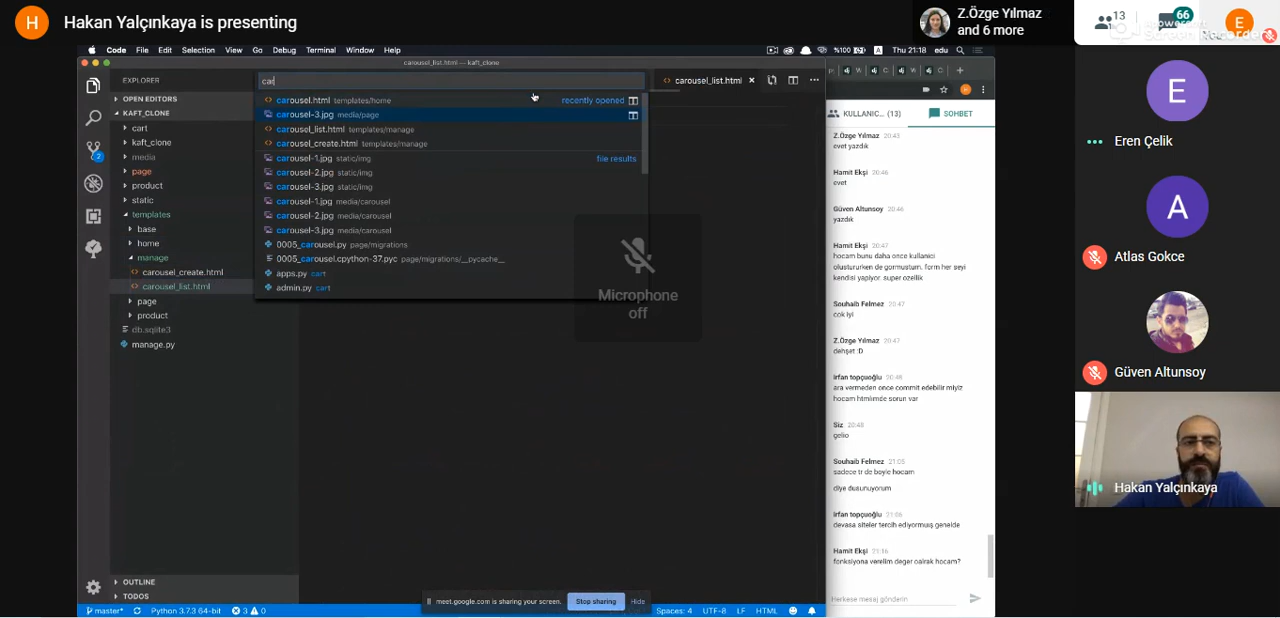 H
Hakan Yalçınkaya is presenting
Z.Özge Yılmaz
and 6 more
13
66
E
Code File Edit Selection View Go Debug Terminal Window Help
%100
A
Thu 21:18 edu
carousel_list.html — kaft_clone
EXPLORER
OPEN EDITORS
KAFT_CLONE
cart
kaft_clone
media
page
product
static
templates
base
home
manage
carousel_create.html
carousel_list.html
page
product
db.sqlite3
manage.py
OUTLINE
TODOS
2
car
carousel.html templates/home recently opened
carousel-3.jpg media/page
carousel_list.html templates/manage
carousel_create.html templates/manage
carousel-1.jpg static/img file results
carousel-2.jpg static/img
carousel-3.jpg static/img
carousel-1.jpg media/carousel
carousel-2.jpg media/carousel
carousel-3.jpg media/carousel
0005_carousel.py page/migrations
0005_carousel.cpython-37.pyc page/migrations/__pycache__
apps.py cart
admin.py cart
carousel_list.html
Microphone
off
master*
Python 3.7.3 64-bit
3
0
meet.google.com is sharing your screen.
Stop sharing
Hide
Spaces: 4
UTF-8
LF
HTML
KULLANIC... (13)
SOHBET
Z.Özge Yılmaz 20:43
evet yazdık
Hamit Ekşi 20:46
evet
Güven Altunsoy 20:46
yazdık
Hamit Ekşi 20:47
hocam bunu daha once kullanici
olustururken de gormustum. form her seyi
kendisi yapiyor. super ozellik
Souhaib Felmez 20:47
cok iyi
Z.Özge Yılmaz 20:47
dehşet :D
irfan topçuoğlu
ara vermeden once commit edebilir miyiz
hocam htmlimde sorun var
Siz 20:48
Souhaib Felmez 21:05
sadece tr de boyle hocam
diye dusunuyorum
irfan topçuoğlu 21:06
devasa siteler tercih ediyormuş genelde
Hamit Ekşi 21:16
fonksiyona verelim deger oalrak hocam?
Herkese mesaj gönderin
E
Eren Çelik
A
Atlas Gokce
Güven Altunsoy
Hakan Yalçınkaya